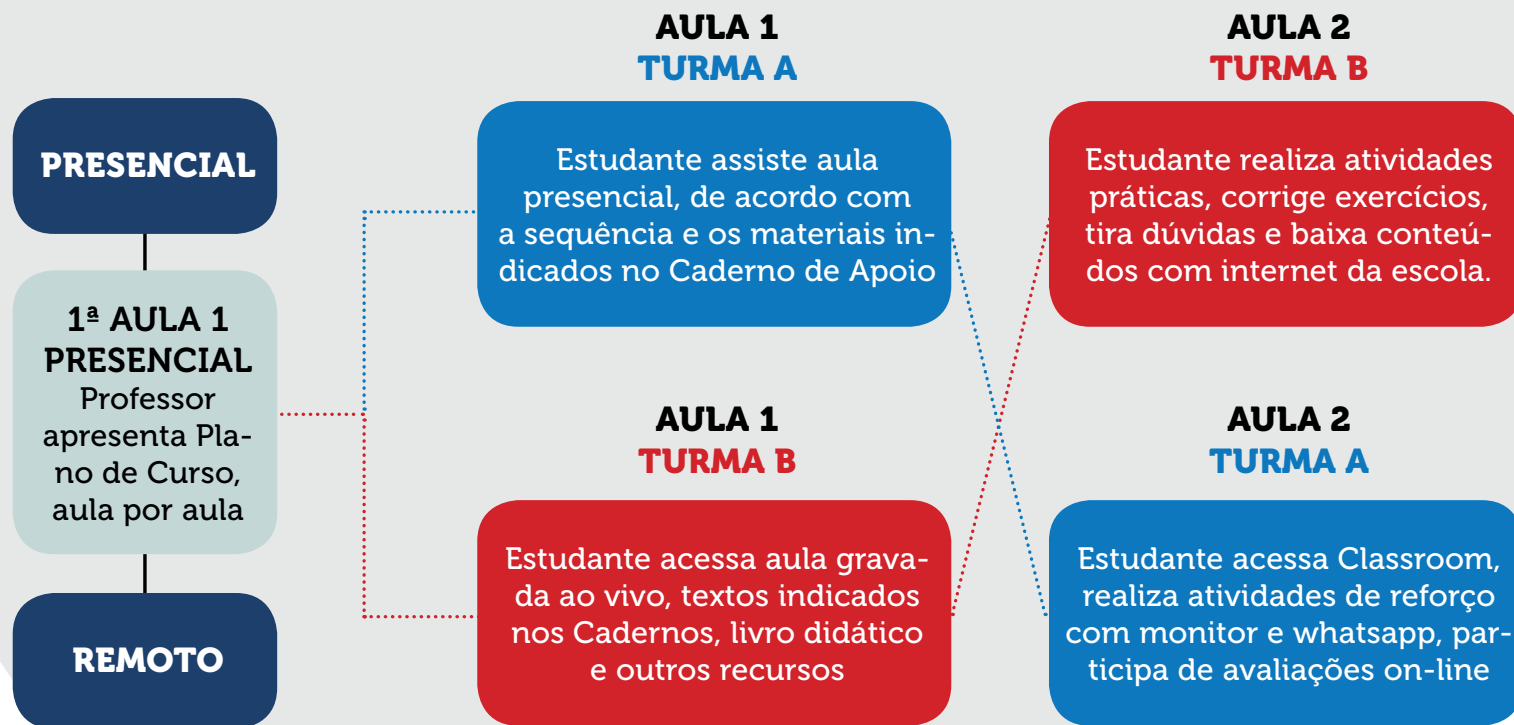 PRESENCIAL
1ª AULA 1
PRESENCIAL
Professor
apresenta Pla-
no de Curso,
aula por aula
REMOTO
AULA 1
TURMA A
Estudante assiste aula
presencial, de acordo com
a sequência e os materiais in-
dicados no Caderno de Apoio
AULA 1
TURMA B
Estudante acessa aula grava-
da ao vivo, textos indicados
nos Cadernos, livro didático
e outros recursos
AULA 2
TURMA B
Estudante realiza atividades
práticas, corrige exercícios,
tira dúvidas e baixa conteú-
dos com internet da escola.
AULA 2
TURMA A
Estudante acessa Classroom,
realiza atividades de reforço
com monitor e whatsapp, par-
ticipa de avaliações on-line